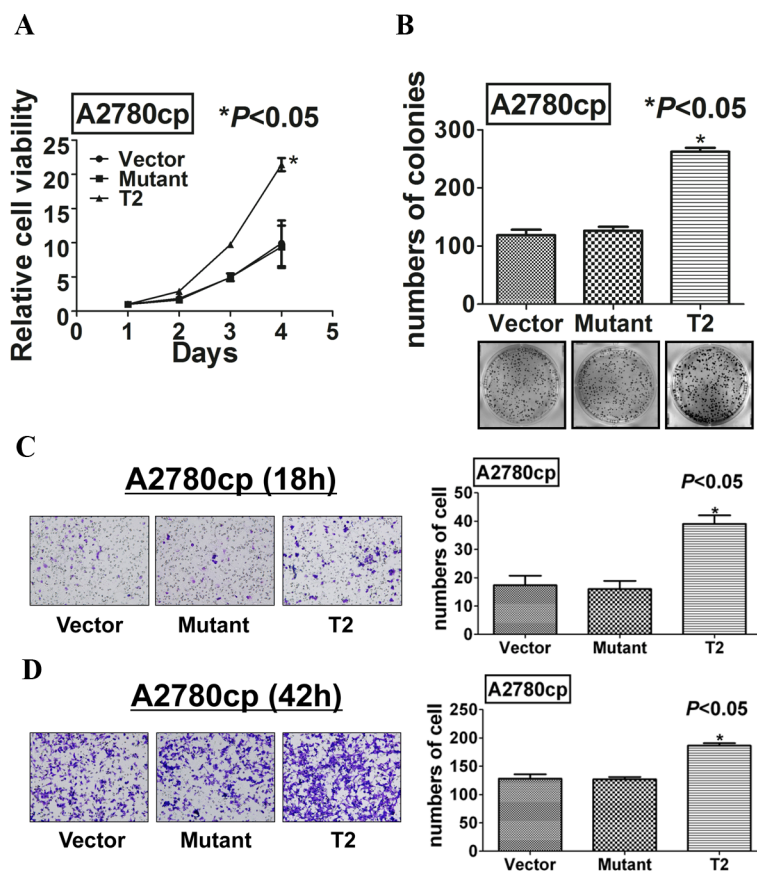 A
A2780cp
*P<0.05
Relative cell viability
25
20
15
10
5
0
Vector
Mutant
T2
*
0 1 2 3 4 5
Days
B
A2780cp
*P<0.05
numbers of colonies
300
200
100
0
*
Vector Mutant T2
C
A2780cp (18h)
Vector Mutant T2
A2780cp
P<0.05
numbers of cell
50
40
30
20
10
0
*
Vector Mutant T2
D
A2780cp (42h)
Vector Mutant T2
A2780cp
P<0.05
numbers of cell
250
200
150
100
50
0
*
Vector Mutant T2